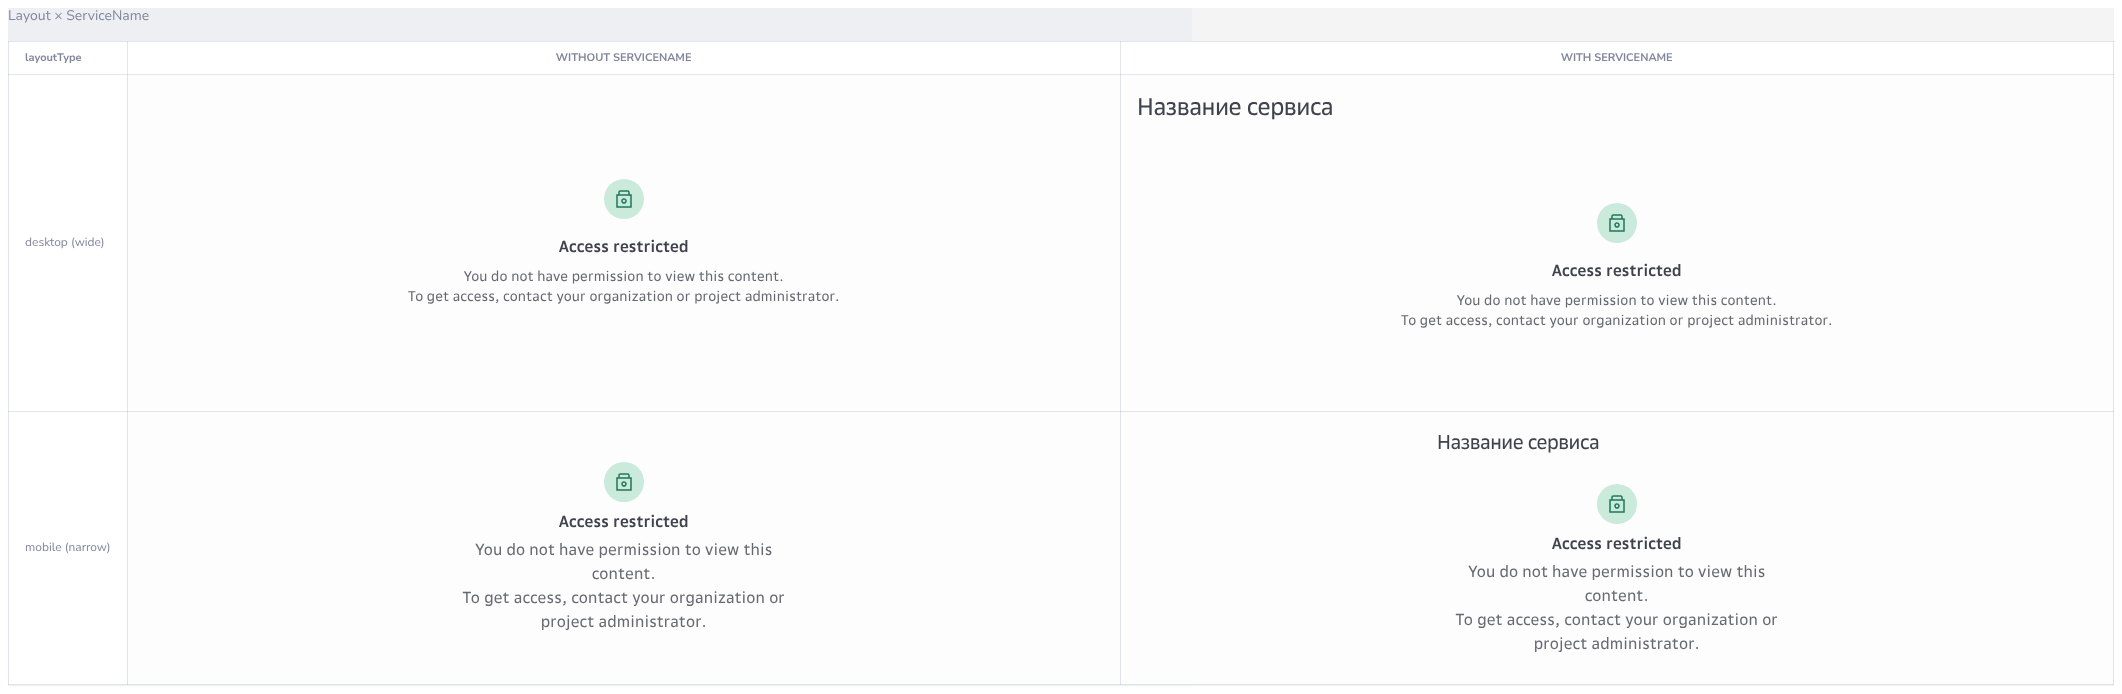 Layout × ServiceName
layoutType
WITHOUT SERVICENAME
WITH SERVICENAME
desktop (wide)
Access restricted
You do not have permission to view this content.
To get access, contact your organization or project administrator.
Название сервиса
Access restricted
You do not have permission to view this content.
To get access, contact your organization or project administrator.
mobile (narrow)
Access restricted
You do not have permission to view this
content.
To get access, contact your organization or
project administrator.
Название сервиса
Access restricted
You do not have permission to view this
content.
To get access, contact your organization or
project administrator.